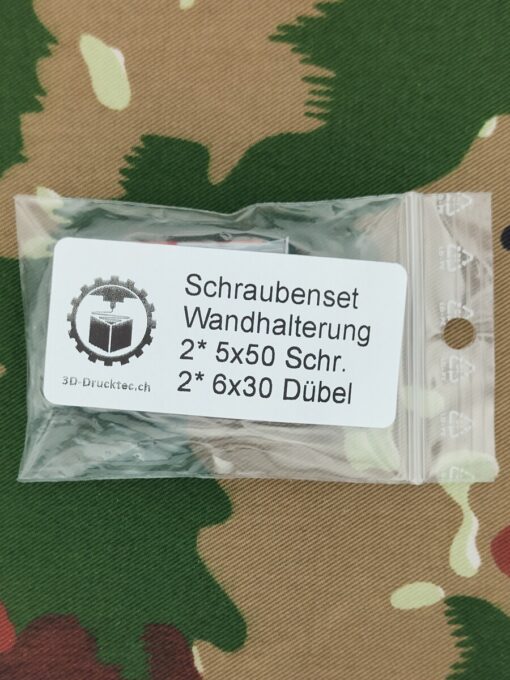 Schraubenset
Wandhalterung
2* 5x50 Schr.
2* 6x30 Dübel
3D-Drucktec.ch